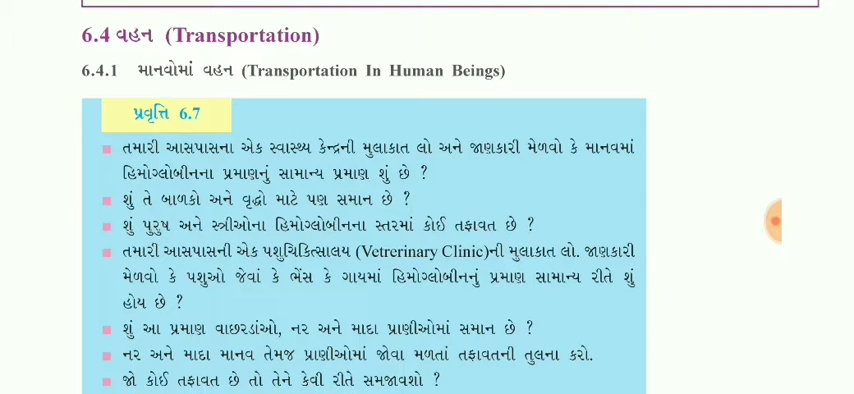 6.4 વહન (Transportation)
6.4.1 માનવોમાં વહન (Transportation In Human Beings)
પ્રવૃત્તિ 6.7
■ તમારી આસપાસના એક સ્વાસ્થ્ય કેન્દ્રની મુલાકાત લો અને જાણકારી મેળવો કે માનવમાં
હિમોગ્લોબીનના પ્રમાણનું સામાન્ય પ્રમાણ શું છે ?
■ શું તે બાળકો અને વૃદ્ધો માટે પણ સમાન છે ?
■ શું પુરુષ અને સ્ત્રીઓના હિમોગ્લોબીનના સ્તરમાં કોઈ તફાવત છે ?
■ તમારી આસપાસની એક પશુચિકિત્સાલય (Vetrerinary Clinic)ની મુલાકાત લો. જાણકારી
મેળવો કે પશુઓ જેવાં કે ભેંસ કે ગાયમાં હિમોગ્લોબીનનું પ્રમાણ સામાન્ય રીતે શું
હોય છે ?
■ શું આ પ્રમાણ વાછરડાંઓ, નર અને માદા પ્રાણીઓમાં સમાન છે ?
■ નર અને માદા માનવ તેમજ પ્રાણીઓમાં જોવા મળતાં તફાવતની તુલના કરો.
■ જો કોઈ તફાવત છે તો તેને કેવી રીતે સમજાવશો ?